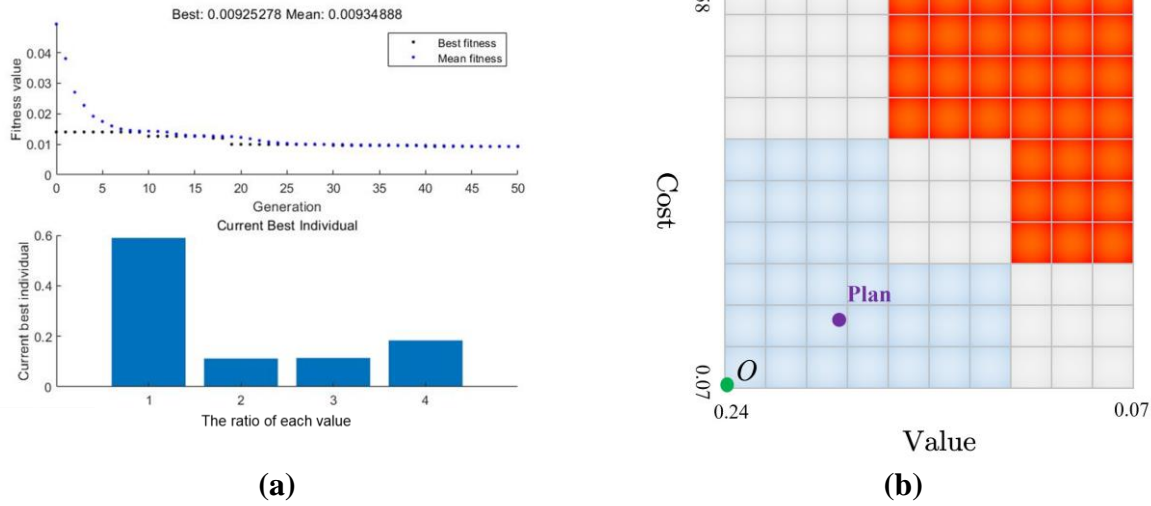 Best: 0.00925278 Mean: 0.00934888
Best fitness
Mean fitness
Fitness value
0.04
0.03
0.02
0.01
0
0 5 10 15 20 25 30 35 40 45 50
Generation
Current Best Individual
Current best individual
0.6
0.4
0.2
0
1 2 3 4
The ratio of each value
(a)
Cost
Plan
O
0.07
0.24 0.07
Value
(b)